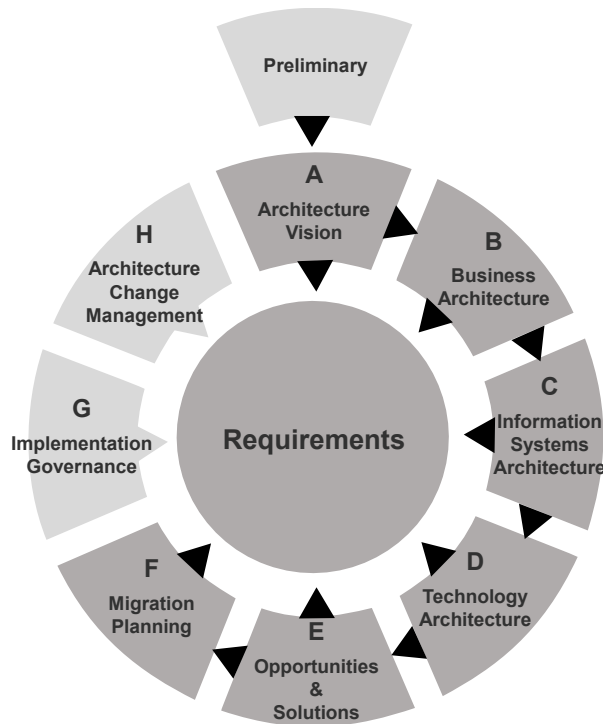 Preliminary
A
Architecture
Vision
B
Business
Architecture
C
Information
Systems
Architecture
D
Technology
Architecture
E
Opportunities
&
Solutions
F
Migration
Planning
G
Implementation
Governance
H
Architecture
Change
Management
Requirements